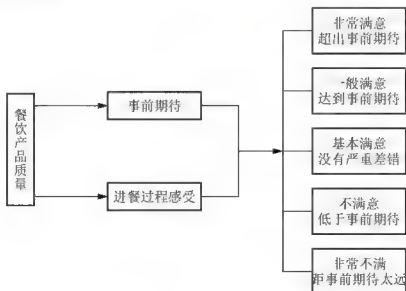 餐饮产品质量
事前期待
进餐过程感受
非常满意
超出事前期待
一般满意
达到事前期待
基本满意
没有严重差错
不满意
低于事前期待
非常不满
距事前期待太远